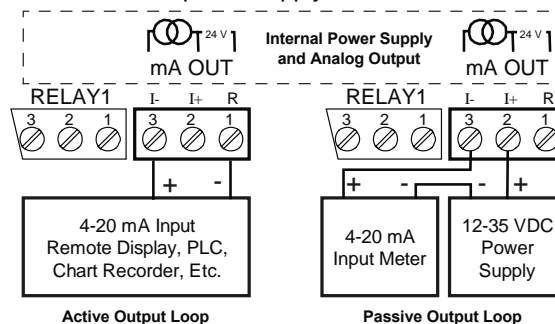 24 V
24 V
Internal Power Supply
and Analog Output
mA OUT
mA OUT
RELAY1
I- I+ R
RELAY1
I- I+ R
3 2 1
3 2 1
3 2 1
3 2 1
+ -
+ - - +
4-20 mA Input
Remote Display, PLC,
Chart Recorder, Etc.
4-20 mA
Input Meter
12-35 VDC
Power
Supply
Active Output Loop
Passive Output Loop